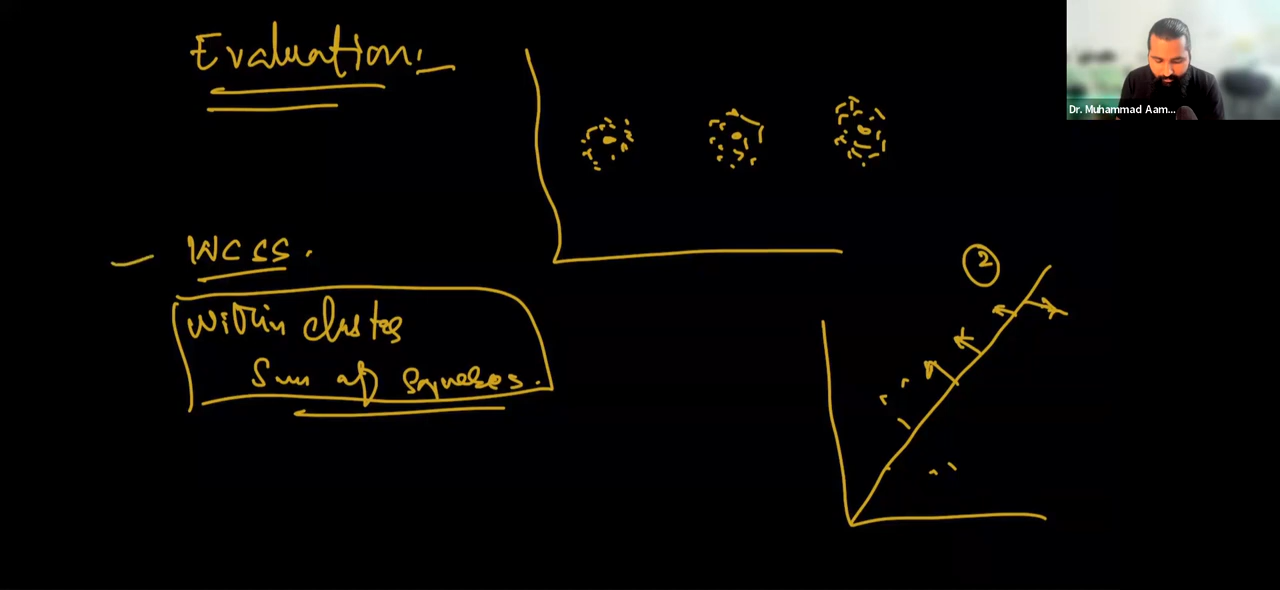 Evaluation:-
WCSS.
Within cluster
Sum of Squares.
2
Dr. Muhammad Aam...